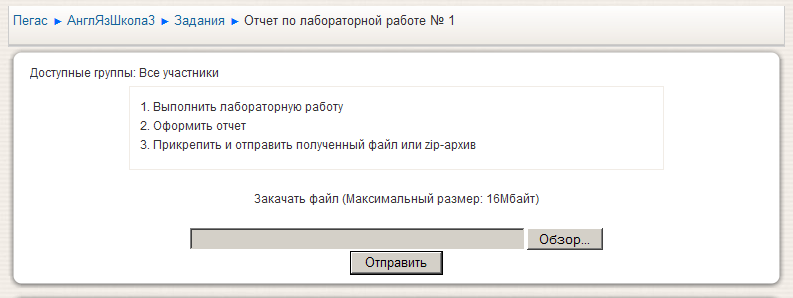 Пегас ► АнглЯзШкола3 ► Задания ► Отчет по лабораторной работе № 1
Доступные группы: Все участники
1. Выполнить лабораторную работу
2. Оформить отчет
3. Прикрепить и отправить полученный файл или zip-архив
Закачать файл (Максимальный размер: 16Мбайт)
Обзор...
Отправить